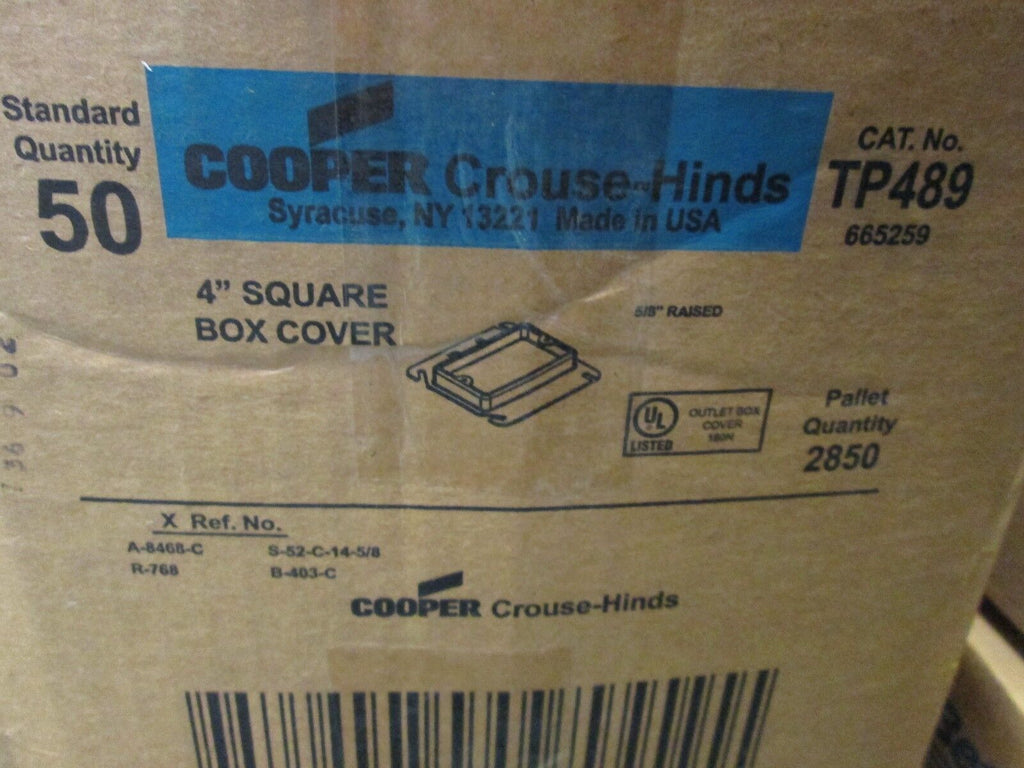 Standard
Quantity
50
COOPER Crouse-Hinds
Syracuse, NY 13221 Made in USA
CAT. No.
TP489
665259
4" SQUARE
BOX COVER
5/8" RAISED
UL
LISTED
OUTLET BOX
COVER
180N
Pallet
Quantity
2850
X Ref. No.
A-8468-C S-52-C-14-5/8
R-768 B-403-C
COOPER Crouse-Hinds